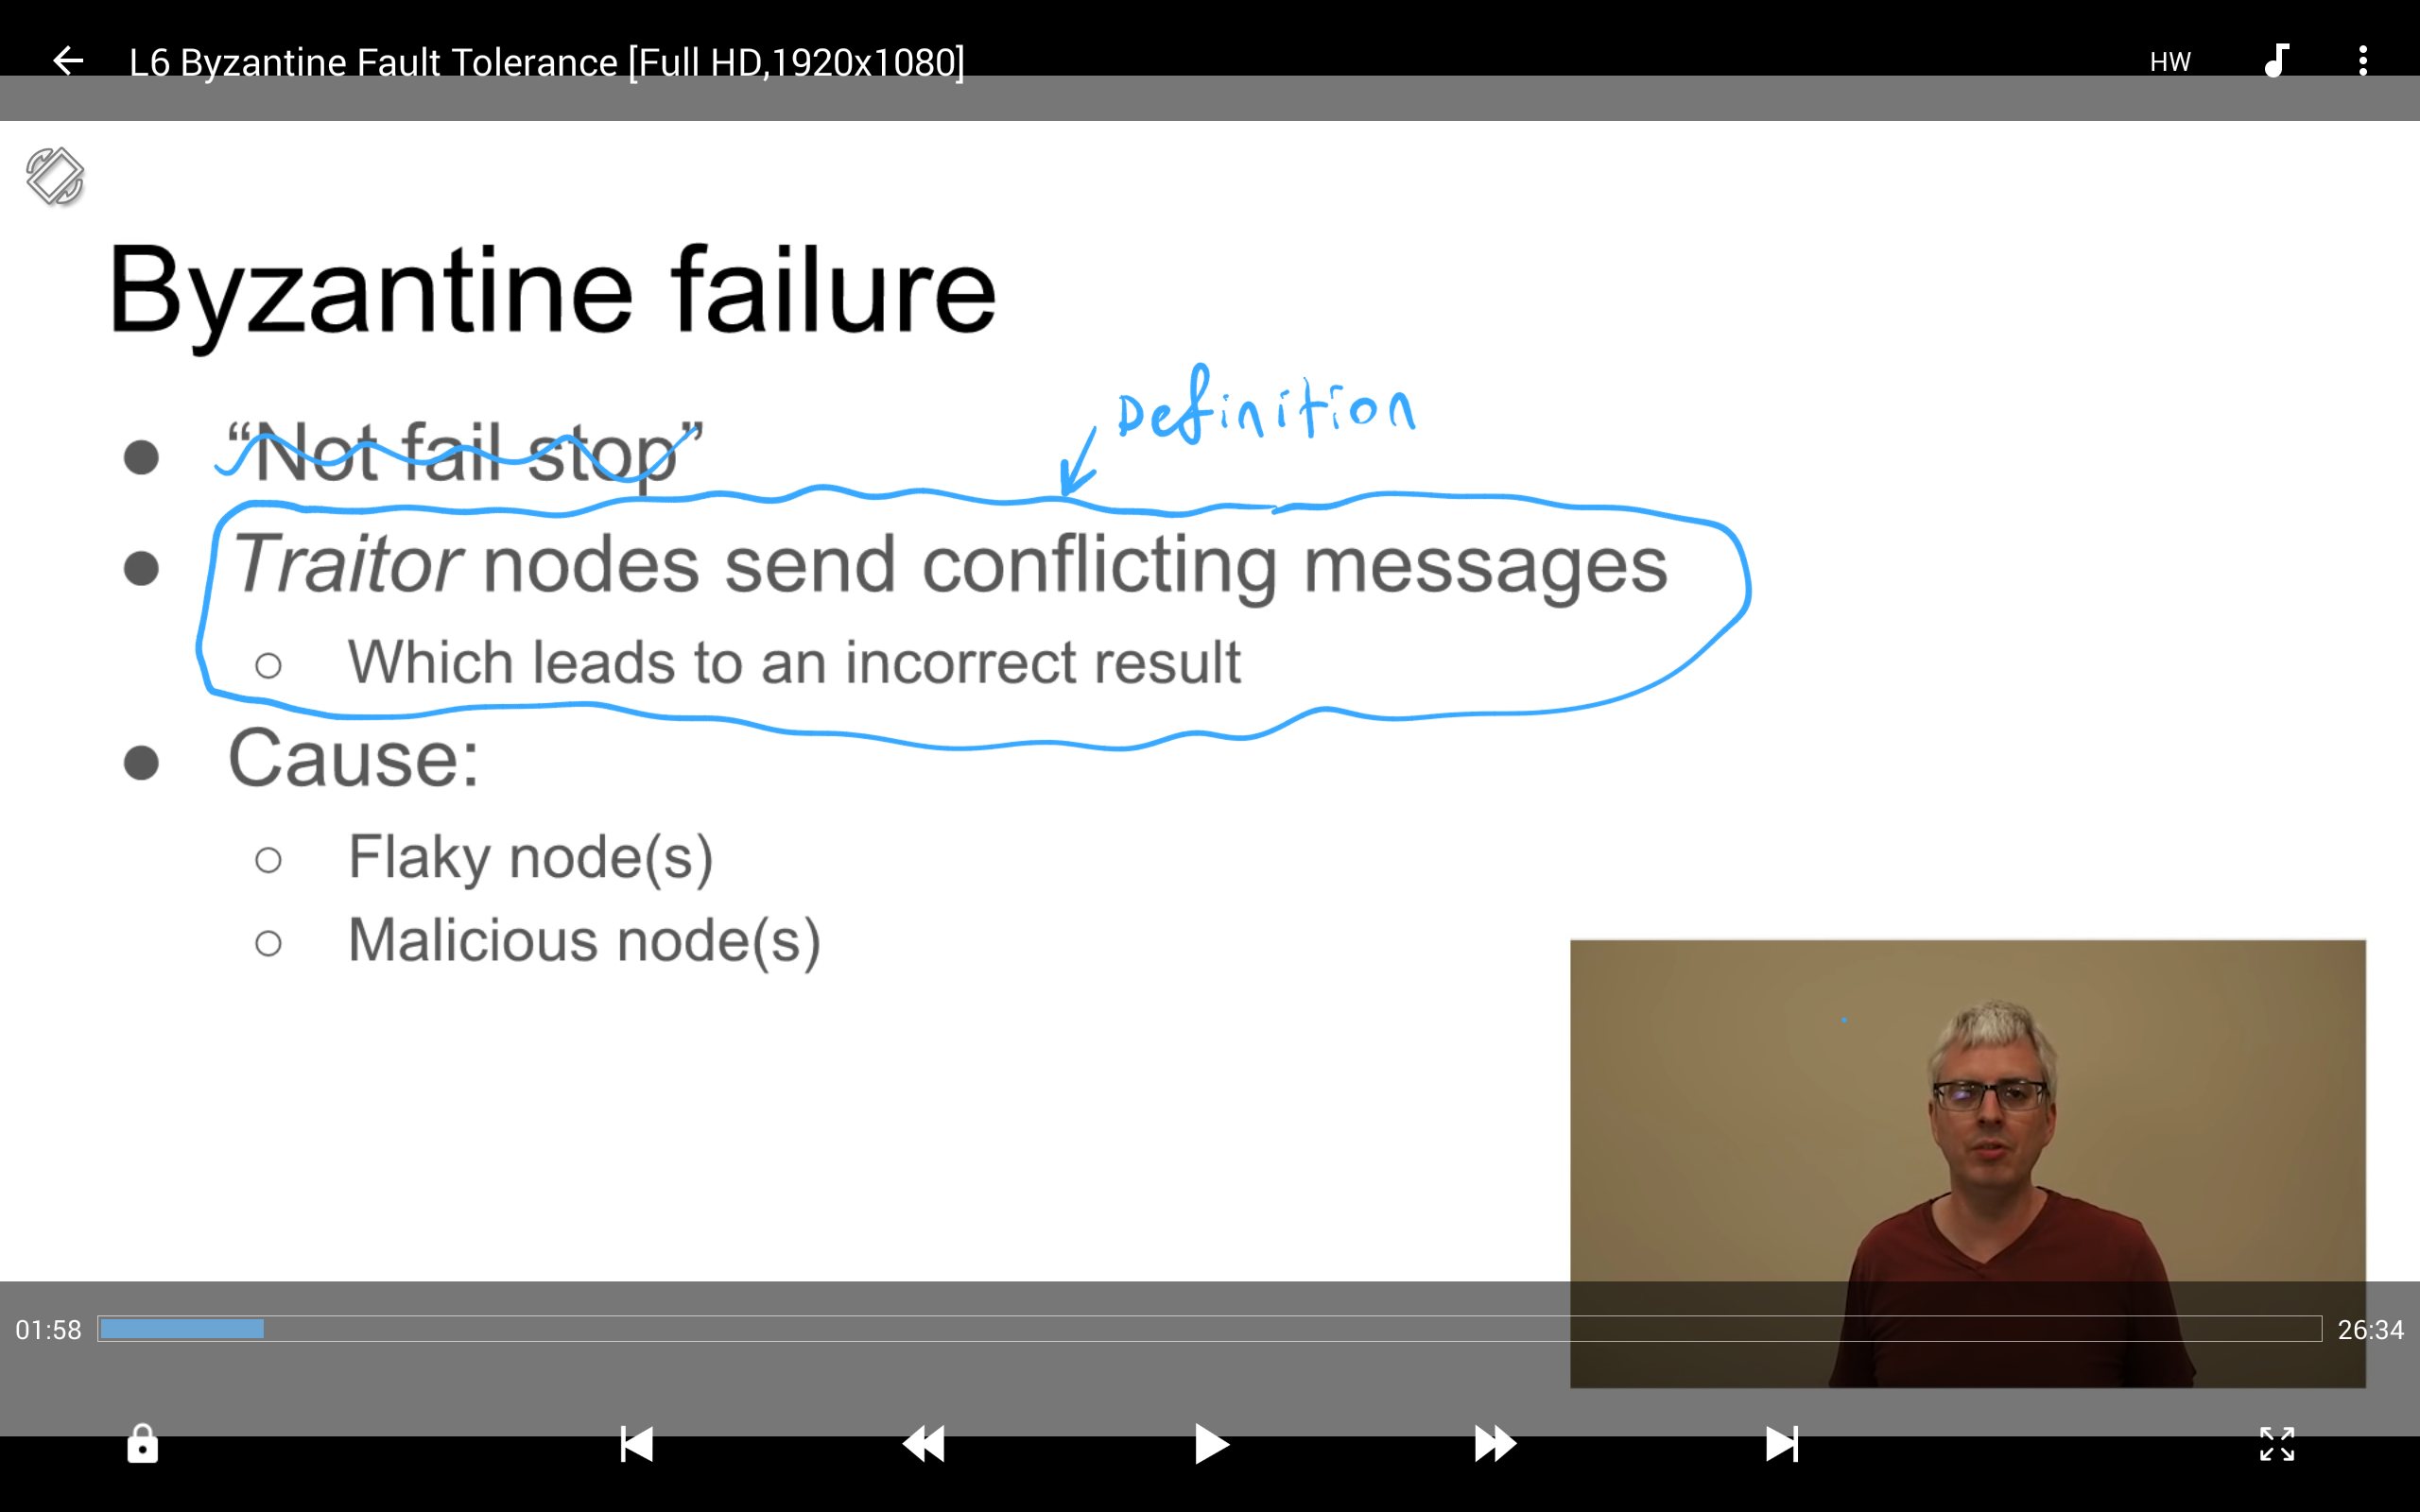 L6 Byzantine Fault Tolerance [Full HD,1920x1080]
HW
Byzantine failure
Definition
● “Not fail stop”
● Traitor nodes send conflicting messages
○ Which leads to an incorrect result
● Cause:
○ Flaky node(s)
○ Malicious node(s)
01:58
26:34